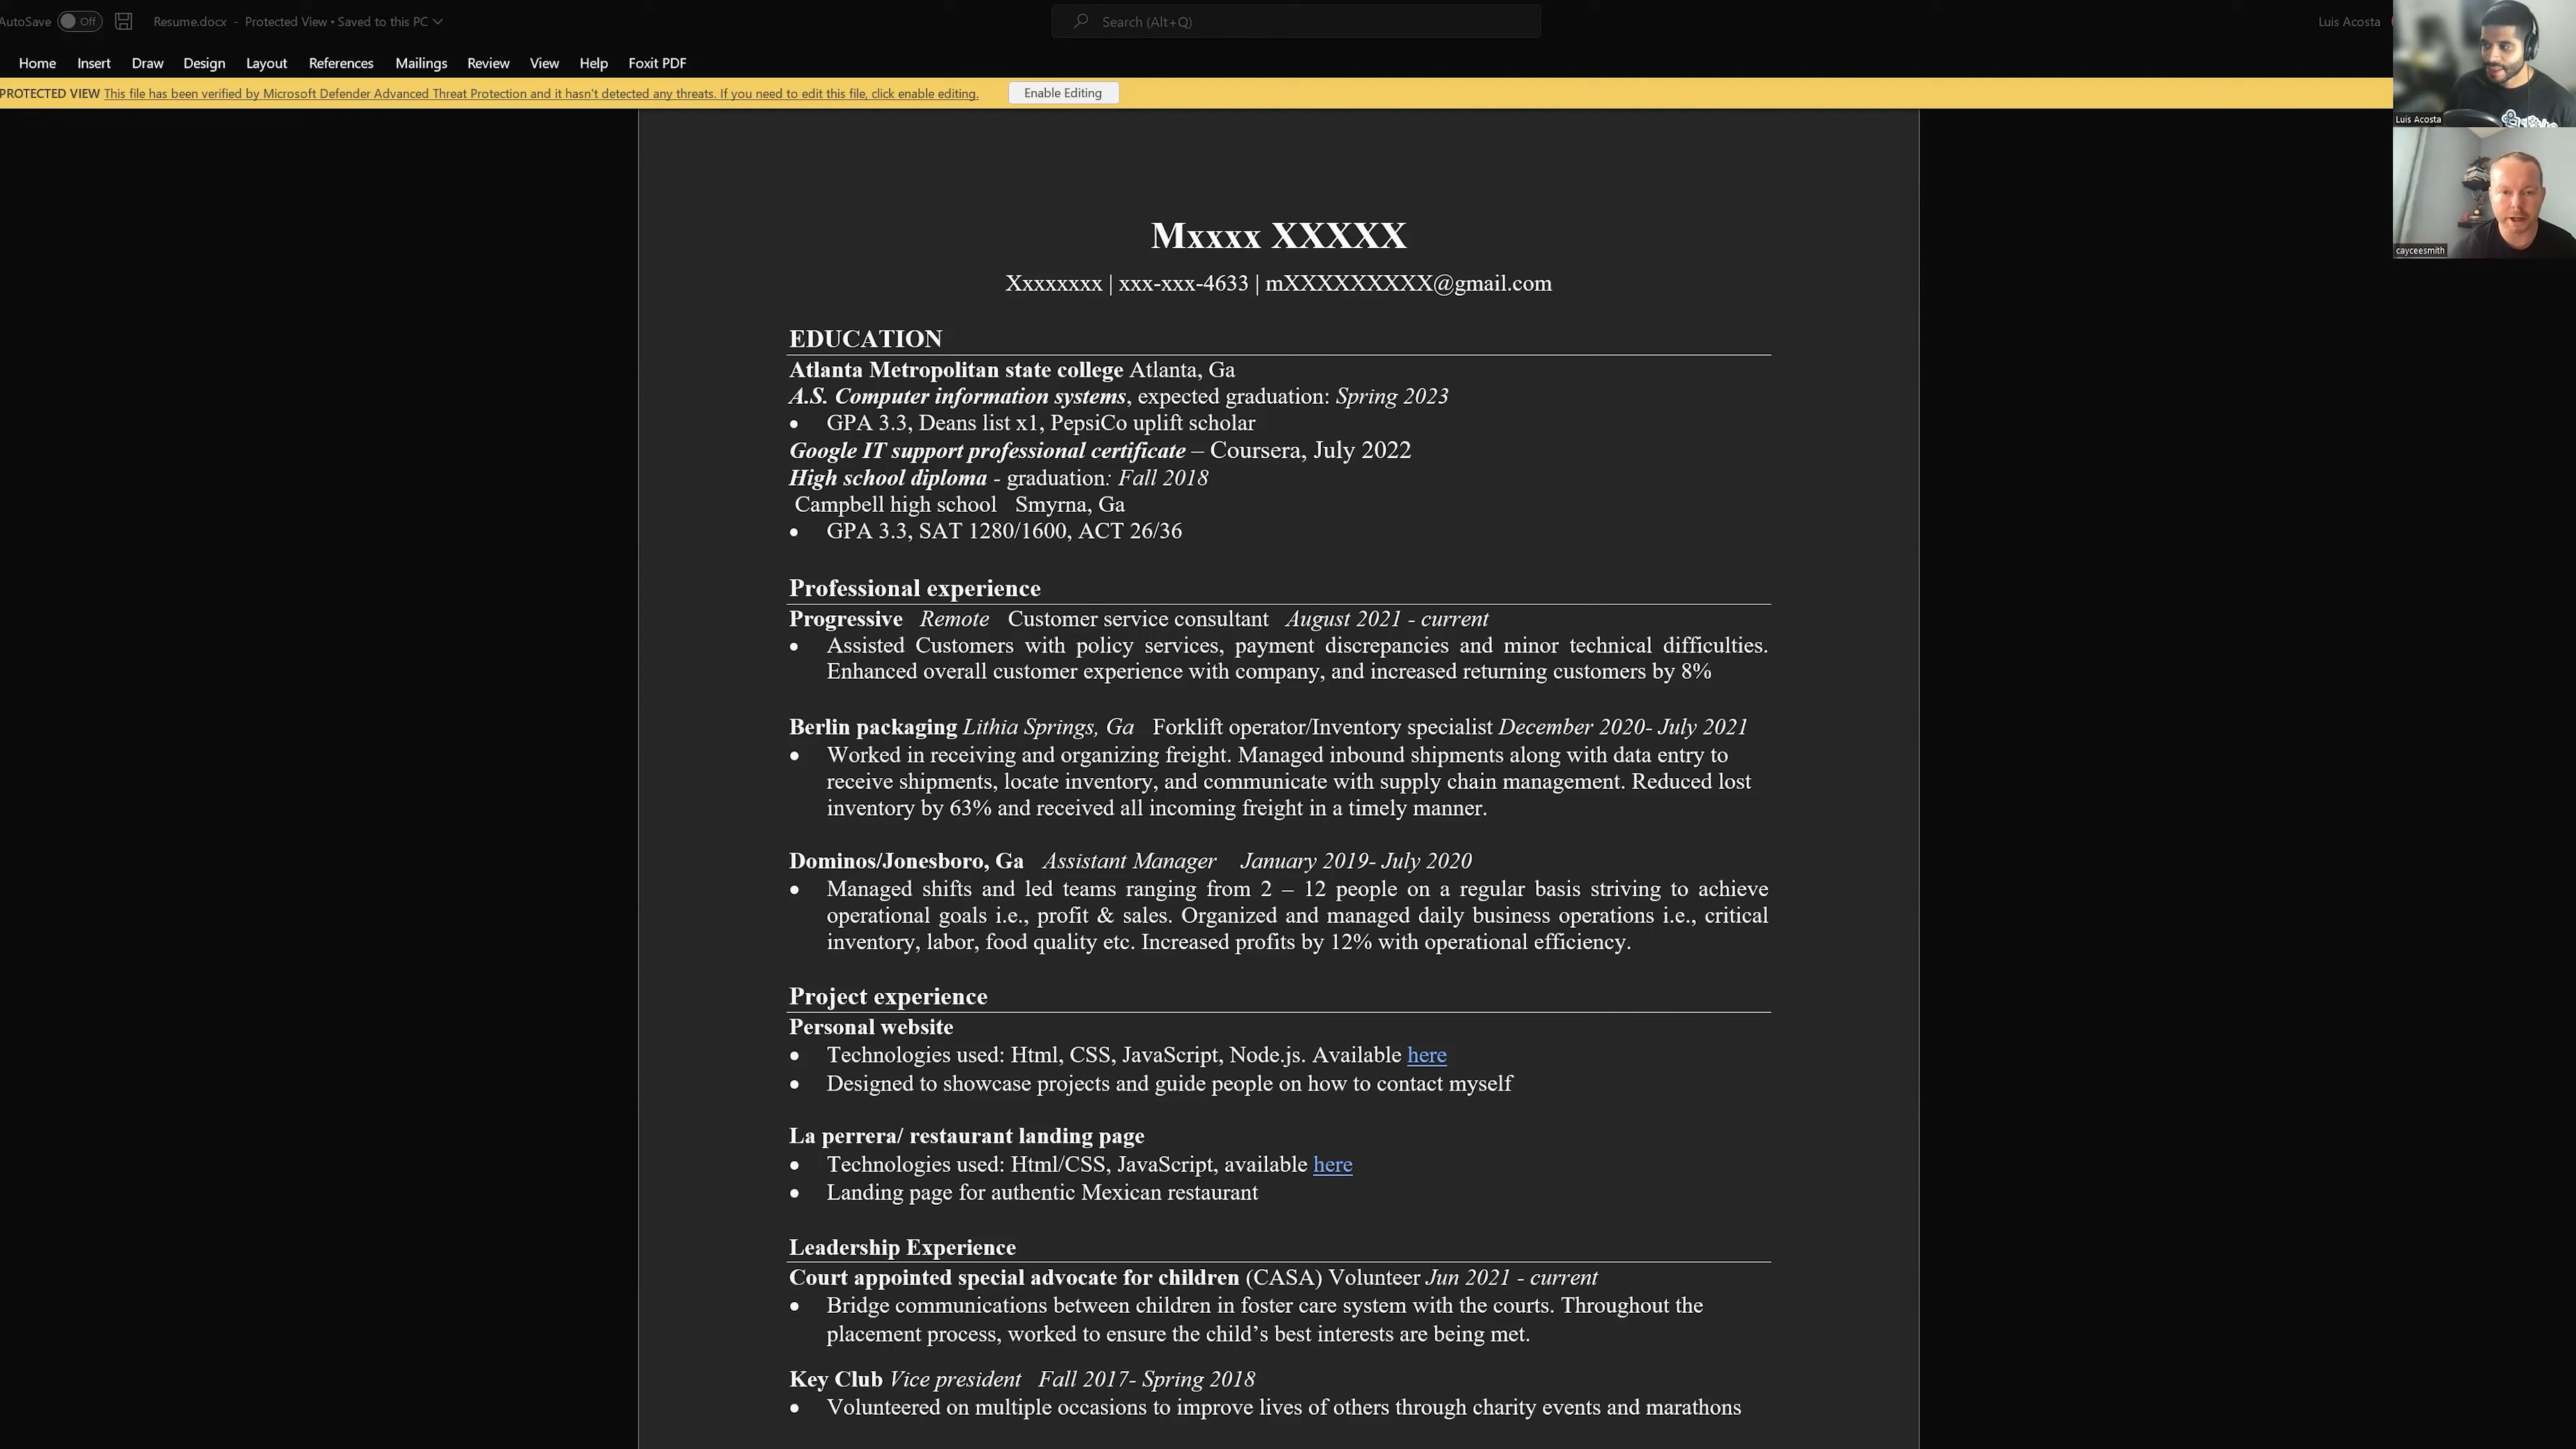 AutoSave Off Resume.docx - Protected View • Saved to this PC Search (Alt+Q) Luis Acosta
Home Insert Draw Design Layout References Mailings Review View Help Foxit PDF
PROTECTED VIEW This file has been verified by Microsoft Defender Advanced Threat Protection and it hasn't detected any threats. If you need to edit this file, click enable editing. Enable Editing
Luis Acosta
cayceesmith
Mxxxx XXXXX
Xxxxxxxx | xxx-xxx-4633 | mXXXXXXXXX@gmail.com
EDUCATION
Atlanta Metropolitan state college Atlanta, Ga
A.S. Computer information systems, expected graduation: Spring 2023
• GPA 3.3, Deans list x1, PepsiCo uplift scholar
Google IT support professional certificate – Coursera, July 2022
High school diploma - graduation: Fall 2018
Campbell high school Smyrna, Ga
• GPA 3.3, SAT 1280/1600, ACT 26/36
Professional experience
Progressive Remote Customer service consultant August 2021 - current
• Assisted Customers with policy services, payment discrepancies and minor technical difficulties.
Enhanced overall customer experience with company, and increased returning customers by 8%
Berlin packaging Lithia Springs, Ga Forklift operator/Inventory specialist December 2020- July 2021
• Worked in receiving and organizing freight. Managed inbound shipments along with data entry to
receive shipments, locate inventory, and communicate with supply chain management. Reduced lost
inventory by 63% and received all incoming freight in a timely manner.
Dominos/Jonesboro, Ga Assistant Manager January 2019- July 2020
• Managed shifts and led teams ranging from 2 – 12 people on a regular basis striving to achieve
operational goals i.e., profit & sales. Organized and managed daily business operations i.e., critical
inventory, labor, food quality etc. Increased profits by 12% with operational efficiency.
Project experience
Personal website
• Technologies used: Html, CSS, JavaScript, Node.js. Available here
• Designed to showcase projects and guide people on how to contact myself
La perrera/ restaurant landing page
• Technologies used: Html/CSS, JavaScript, available here
• Landing page for authentic Mexican restaurant
Leadership Experience
Court appointed special advocate for children (CASA) Volunteer Jun 2021 - current
• Bridge communications between children in foster care system with the courts. Throughout the
placement process, worked to ensure the child’s best interests are being met.
Key Club Vice president Fall 2017- Spring 2018
• Volunteered on multiple occasions to improve lives of others through charity events and marathons